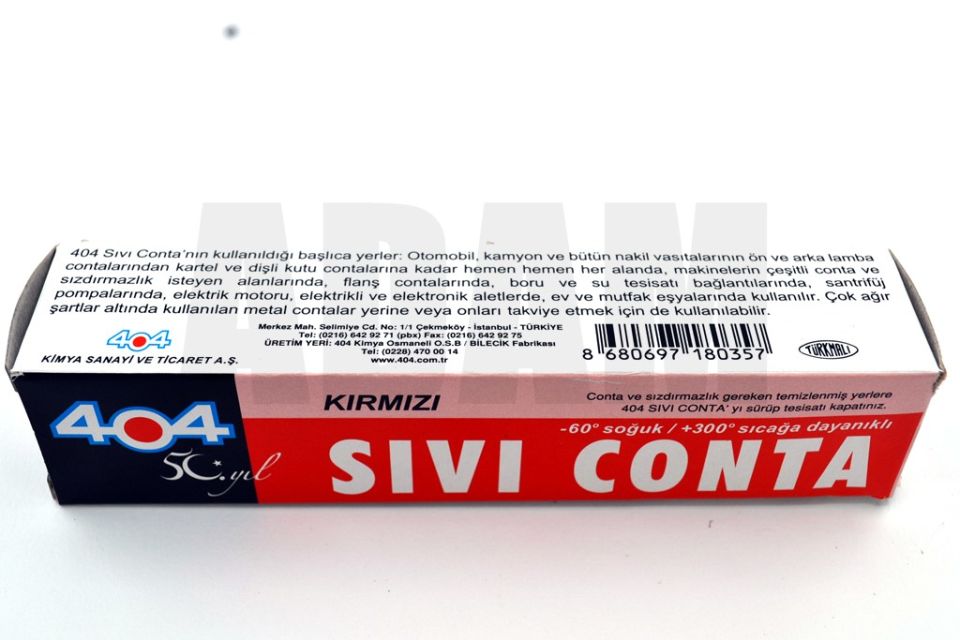 ADAM
404 Sıvı Conta'nın kullanıldığı başlıca yerler: Otomobil, kamyon ve bütün nakil vasıtalarının ön ve arka lamba
contalarından kartel ve dişli kutu contalarına kadar hemen hemen her alanda, makinelerin çeşitli conta ve
sızdırmazlık isteyen alanlarında, flanş contalarında, boru ve su tesisatı bağlantılarında, santrifüj
pompalarında, elektrik motoru, elektrikli ve elektronik aletlerde, ev ve mutfak eşyalarında kullanılır. Çok ağır
şartlar altında kullanılan metal contalar yerine veya onları takviye etmek için de kullanılabilir.
404
KİMYA SANAYİ VE TİCARET A.Ş.
Merkez Mah. Selimiye Cd. No: 1/1 Çekmeköy - İstanbul - TÜRKİYE
Tel: (0216) 642 92 71 (pbx) Fax: (0216) 642 92 75
ÜRETİM YERİ: 404 Kimya Osmaneli O.S.B / BİLECİK Fabrikası
Tel: (0228) 470 00 14
www.404.com.tr
8 680697 180357
TÜRKMALI
404
50.yıl
KIRMIZI
Conta ve sızdırmazlık gereken temizlenmiş yerlere
404 SIVI CONTA' yı sürüp tesisatı kapatınız.
-60° soğuk / +300° sıcağa dayanıklı
SIVI CONTA